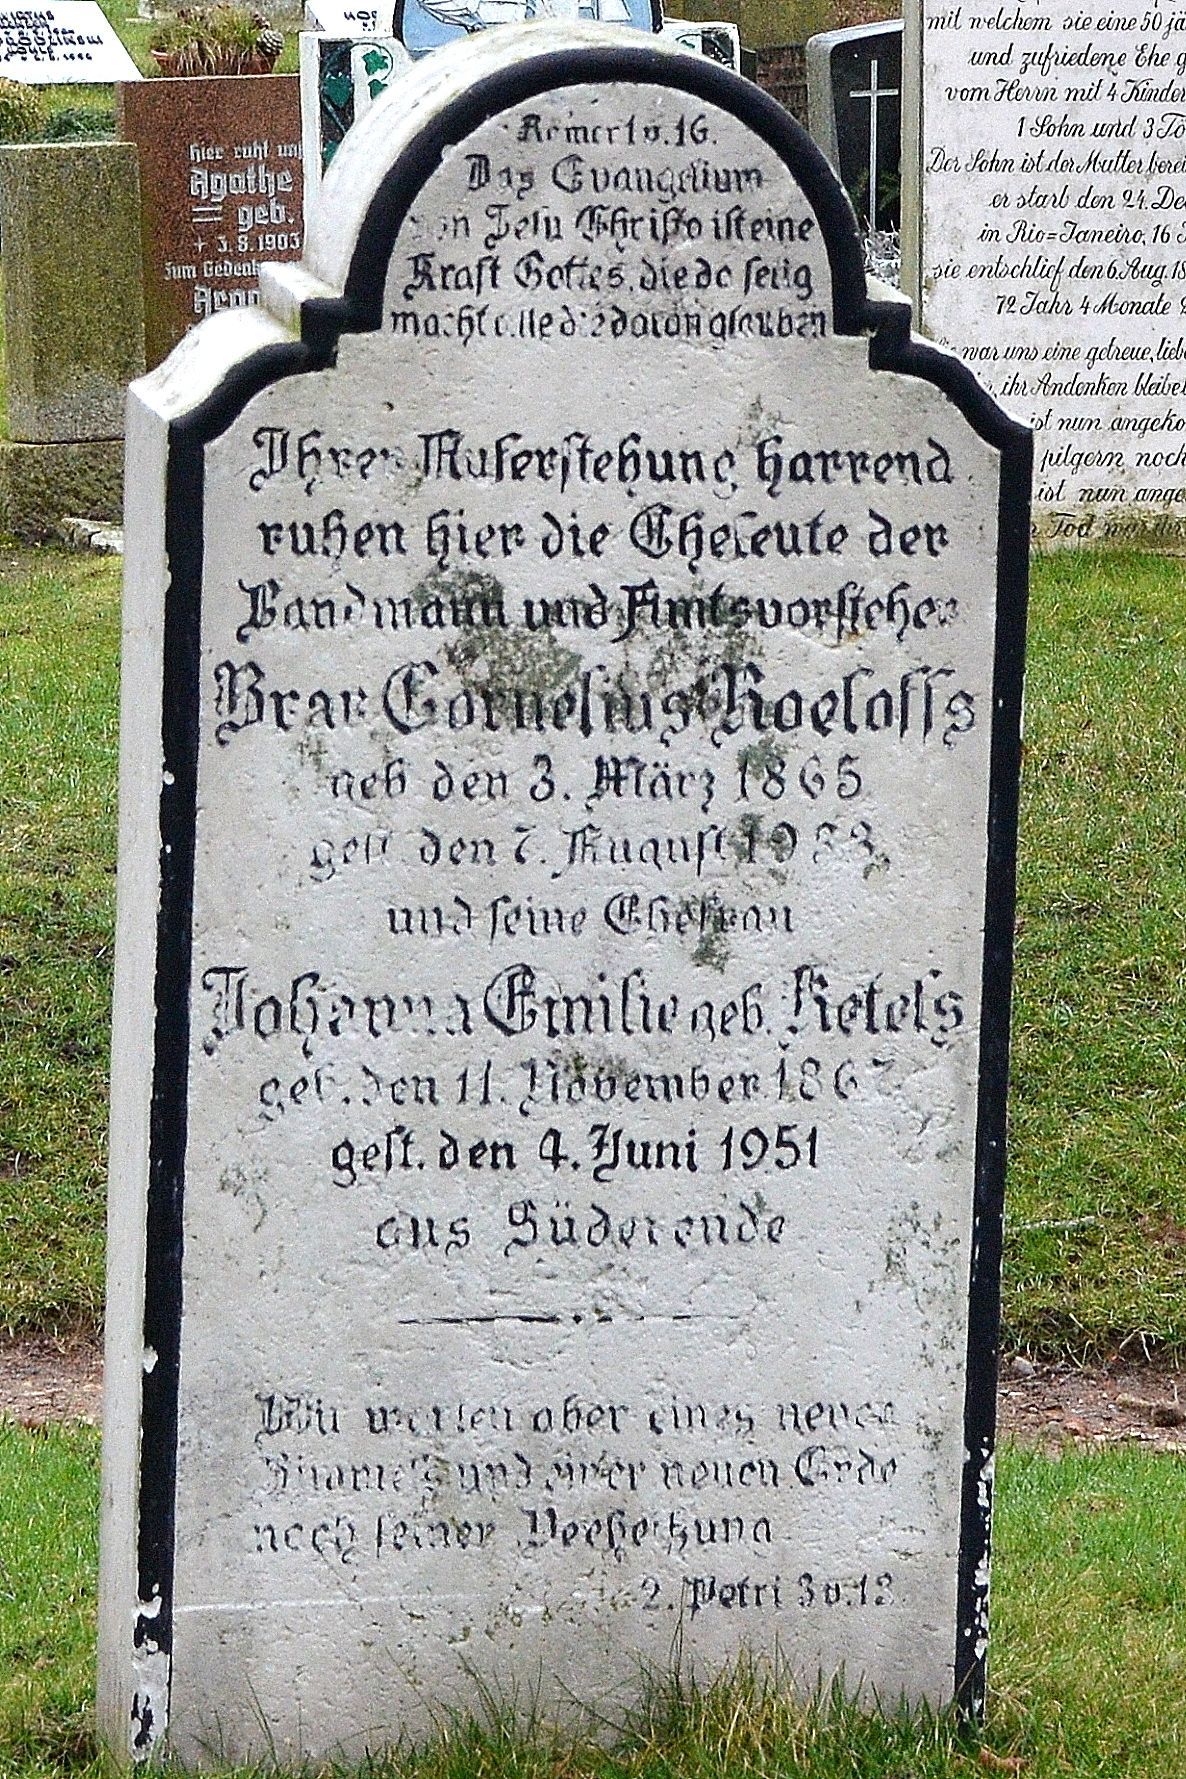 Römer 1 v. 16.
Das Evangelium
von Jesu Christo ist eine
Kraft Gottes, die da selig
macht alle die daran glauben
Ihrer Auferstehung harrend
ruhen hier die Eheleute der
Landmann und Amtsvorsteher
Brar Cornelius Roeloffs
geb den 3. März 1865
gest den 7. August 1933.
und seine Ehefrau
Johanna Emilie geb. Ketels
geb. den 11. November 1867
gest. den 4. Juni 1951
aus Süderende
Wir warten aber eines neuen
Himmels und einer neuen Erde
nach seiner Verheißung
2. Petri 3 v. 13.
hier ruht
Agathe
geb.
+ 3.8.1903
zum Gedenken
mit welchem sie eine 50 jä
und zufriedene Ehe
vom Herrn mit 4 Kinder
1 Sohn und 3 Tö
Der Sohn ist der Mutter berei
er starb den 24. De
in Rio=Janeiro, 16
sie entschlief den 6. Aug. 18
72 Jahr 4 Monate
war uns eine getreue, lieb
ihr Andenken bleibe
ist nun angeko
pilgern noch
ist nun ange
Tod war ihr